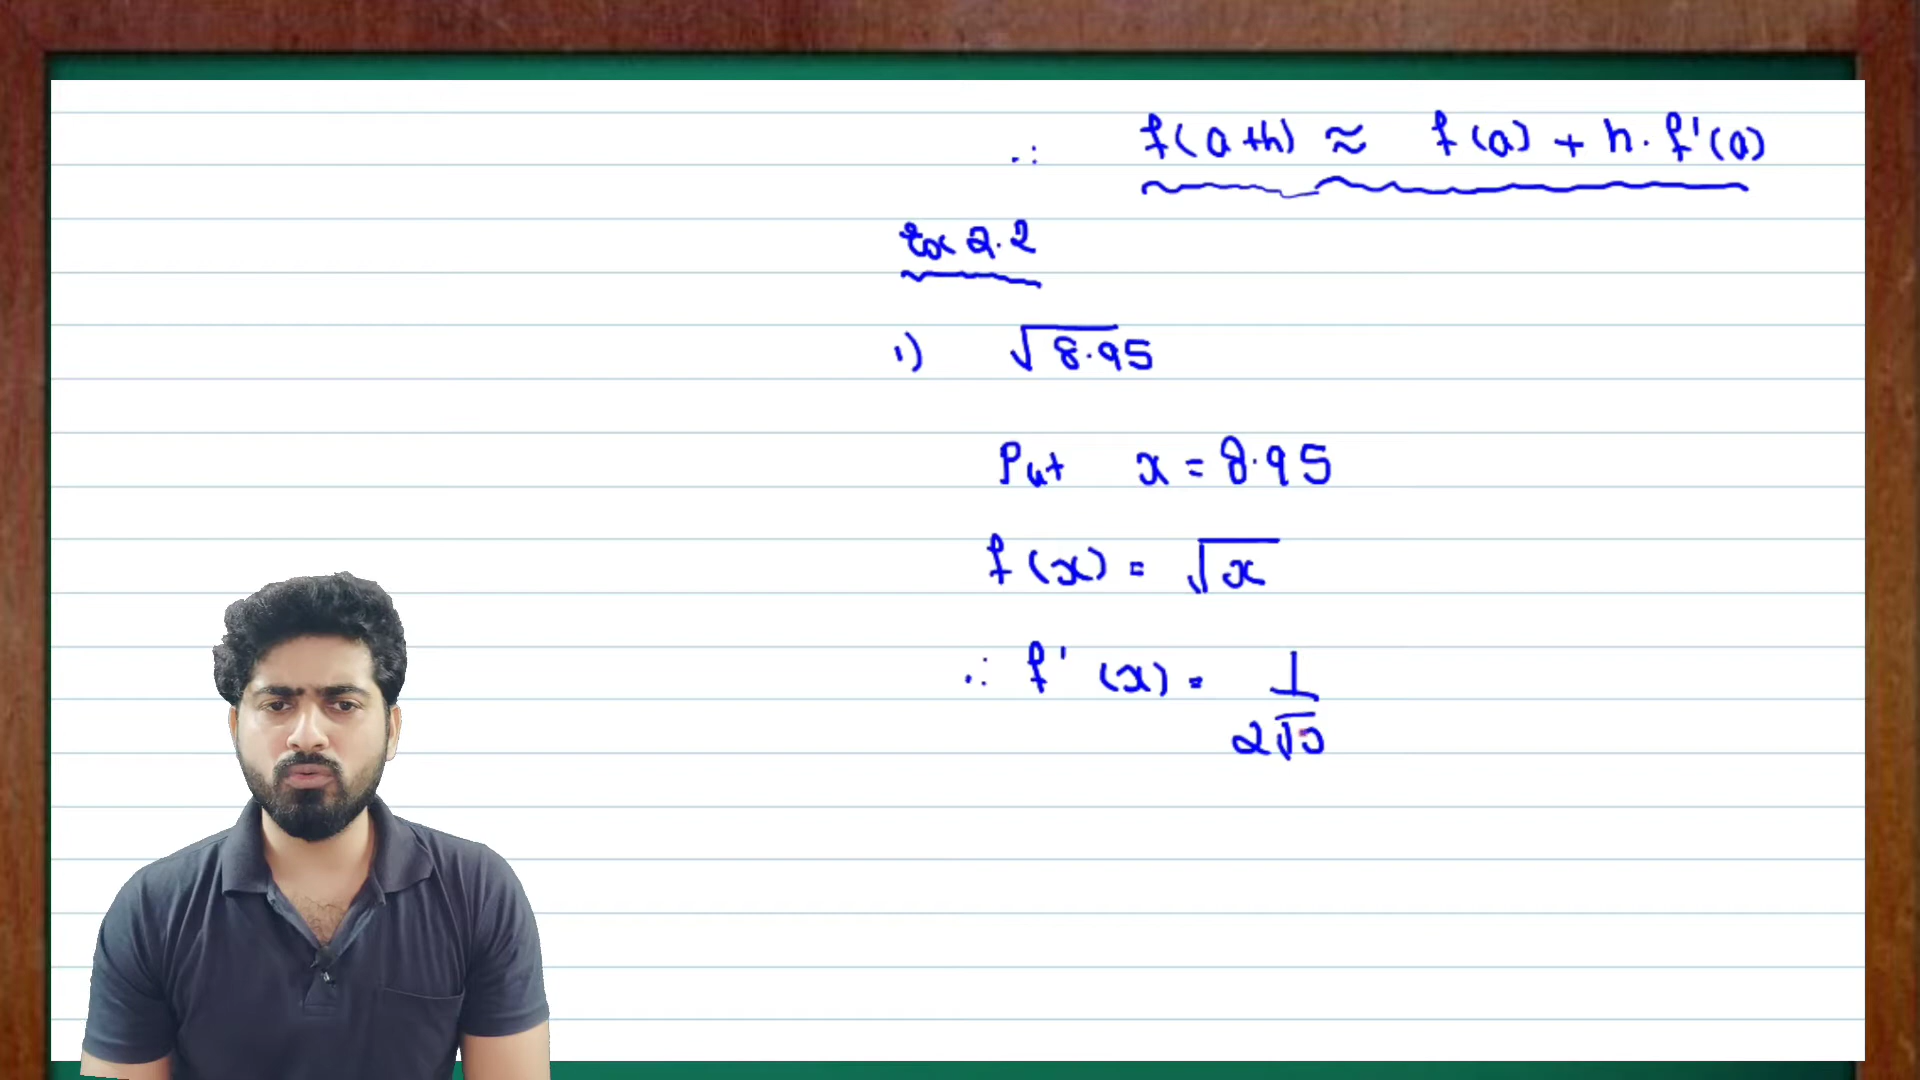 ∴ f(a+h) ≈ f(a) + h. f'(a)
Ex 2.2
1) √8.95
Put x = 8.95
f(x) = √x
∴ f'(x) = 1
2√